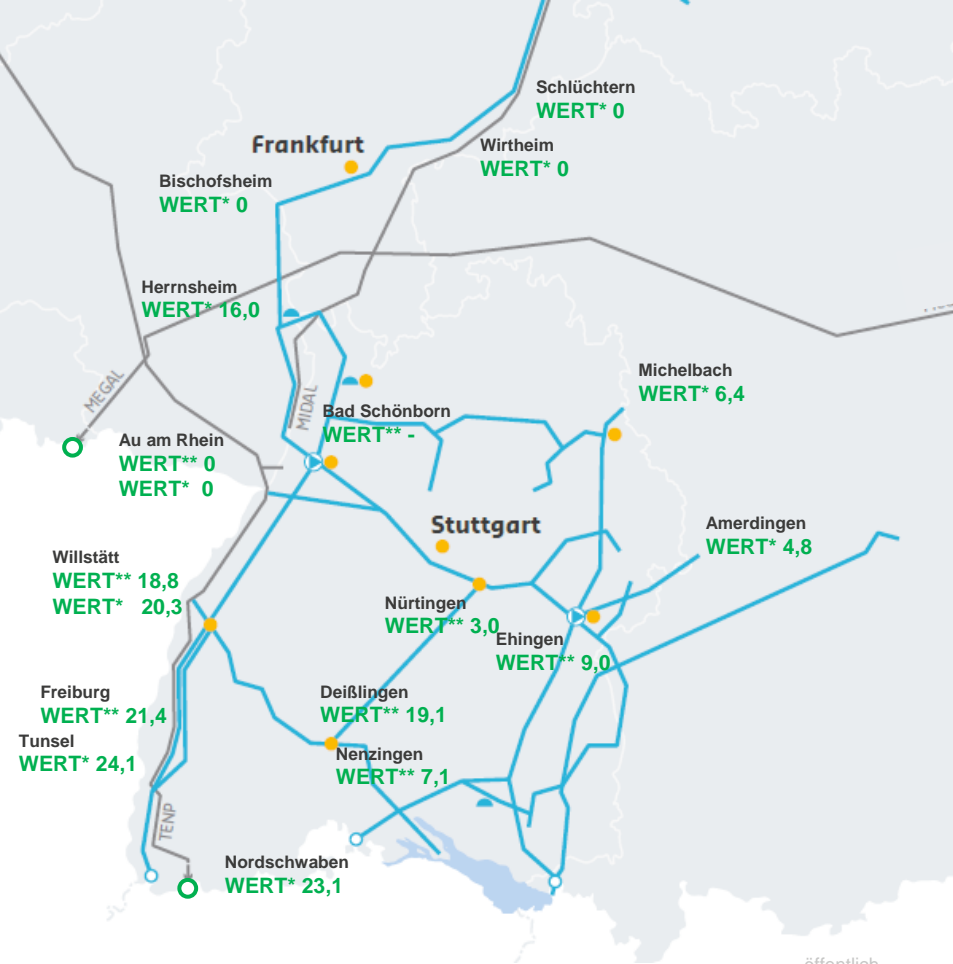 Schlüchtern
WERT* 0
Frankfurt
Wirtheim
WERT* 0
Bischofsheim
WERT* 0
Herrnsheim
WERT* 16,0
Michelbach
WERT* 6,4
MEGAL
MIDAL
Bad Schönborn
WERT** -
Au am Rhein
WERT** 0
WERT* 0
Stuttgart
Amerdingen
WERT* 4,8
Willstätt
WERT** 18,8
WERT* 20,3
Nürtingen
WERT** 3,0
Ehingen
WERT** 9,0
Freiburg
WERT** 21,4
Deißlingen
WERT** 19,1
Tunsel
WERT* 24,1
Nenzingen
WERT** 7,1
TENP
Nordschwaben
WERT* 23,1
öffentlich